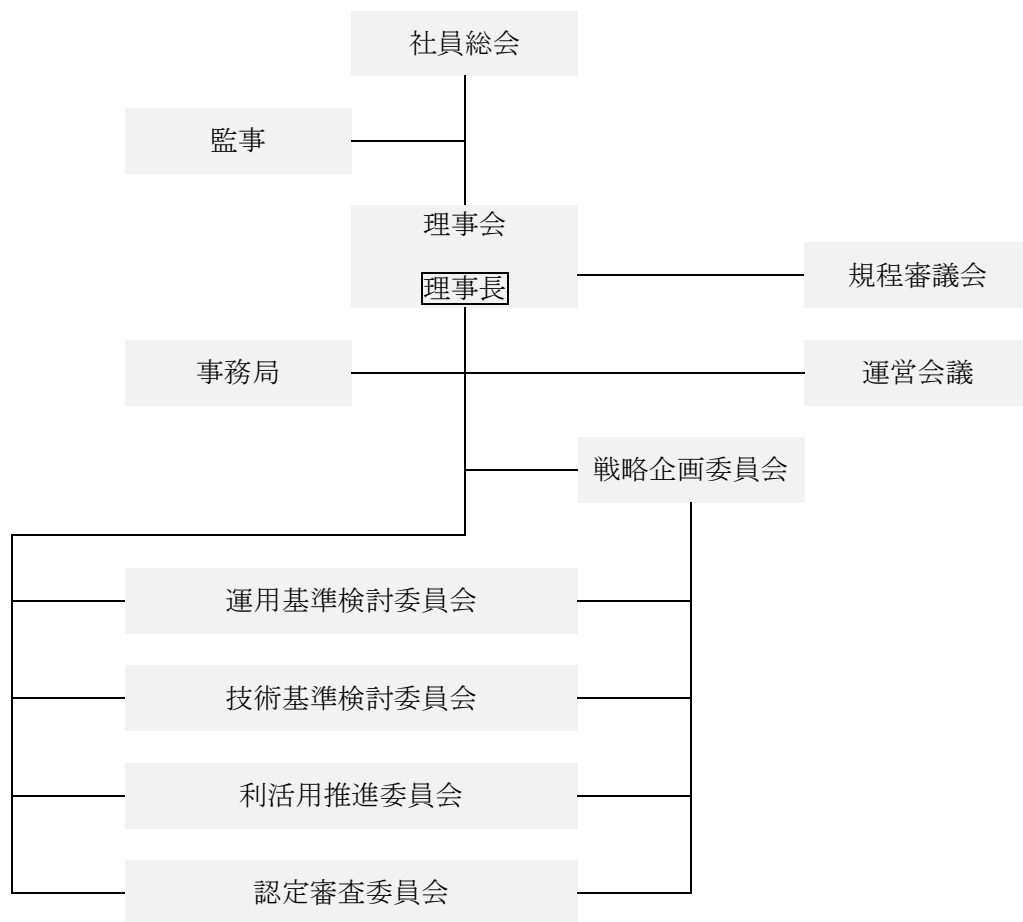 社員総会
監事
理事会
理事長
規程審議会
事務局
運営会議
戦略企画委員会
運用基準検討委員会
技術基準検討委員会
利活用推進委員会
認定審査委員会